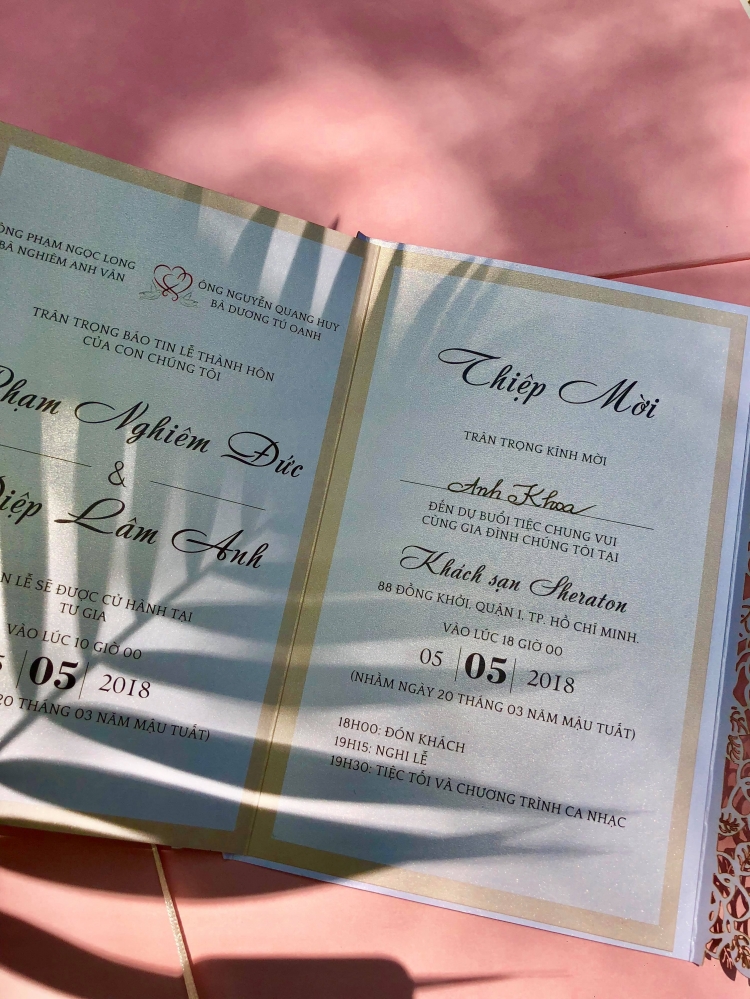 ÔNG PHẠM NGỌC LONG
BÀ NGHIÊM ANH VÂN
ÔNG NGUYỄN QUANG HUY
BÀ DƯƠNG TÚ OANH
TRÂN TRỌNG BÁO TIN LỄ THÀNH HÔN
CỦA CON CHÚNG TÔI
Phạm Nghiêm Đức
&
Diệp Lâm Anh
LỄ SẼ ĐƯỢC CỬ HÀNH TẠI
TƯ GIA
VÀO LÚC 10 GIỜ 00
05 2018
20 THÁNG 03 NĂM MẬU TUẤT)
Thiệp Mời
TRÂN TRỌNG KÍNH MỜI
Anh Khoa
ĐẾN DỰ BUỔI TIỆC CHUNG VUI
CÙNG GIA ĐÌNH CHÚNG TÔI TẠI
Khách sạn Sheraton
88 ĐỒNG KHỞI, QUẬN 1, TP. HỒ CHÍ MINH.
VÀO LÚC 18 GIỜ 00
05 05 2018
(NHẰM NGÀY 20 THÁNG 03 NĂM MẬU TUẤT)
18H00: ĐÓN KHÁCH
19H15: NGHI LỄ
19H30: TIỆC TỐI VÀ CHƯƠNG TRÌNH CA NHẠC